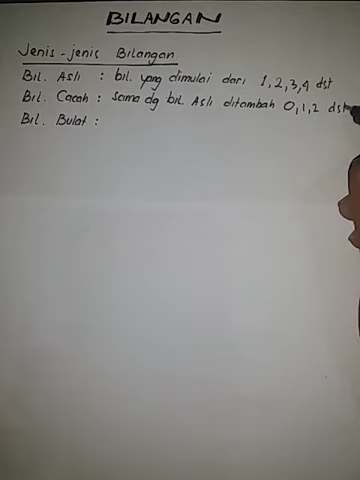 BILANGAN
Jenis-jenis Bilangan
Bil. Asli : bil. yang dimulai dari 1, 2, 3, 4 dst
Bil. Cacah : sama dg bil. Asli ditambah 0, 1, 2 dst
Bil. Bulat :